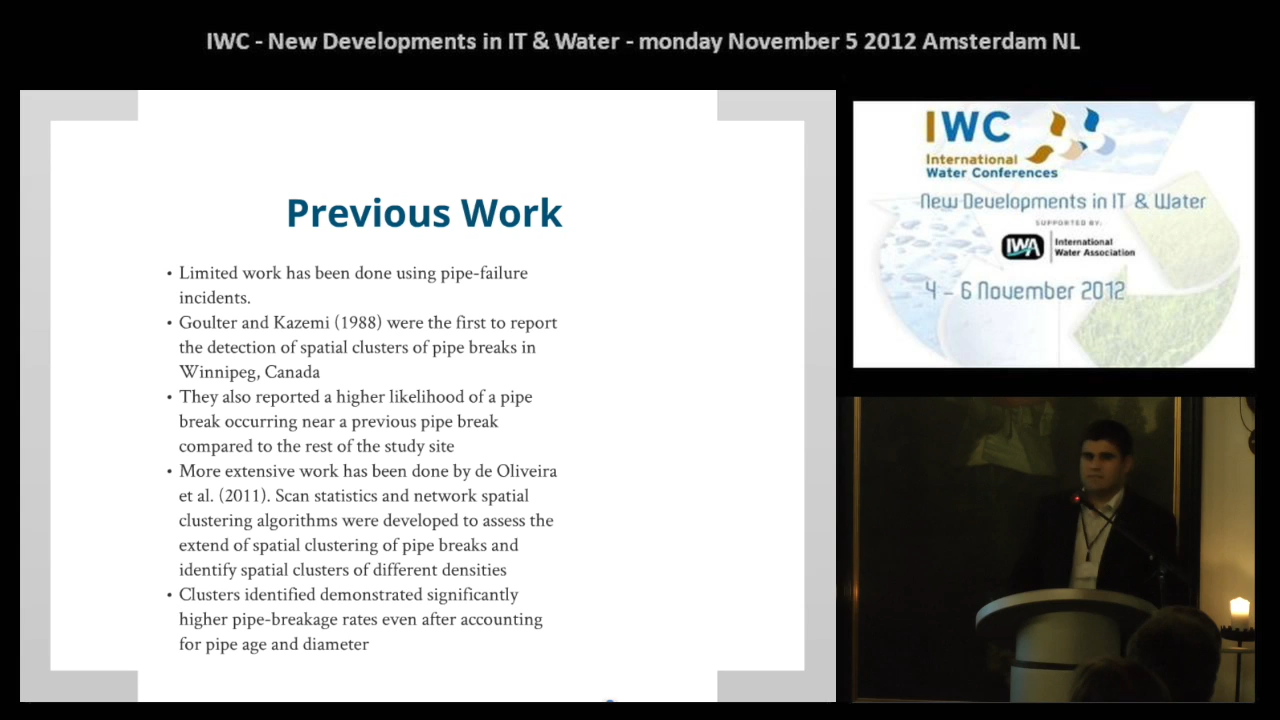 IWC - New Developments in IT & Water - monday November 5 2012 Amsterdam NL
Previous Work
• Limited work has been done using pipe-failure
incidents.
• Goulter and Kazemi (1988) were the first to report
the detection of spatial clusters of pipe breaks in
Winnipeg, Canada
• They also reported a higher likelihood of a pipe
break occurring near a previous pipe break
compared to the rest of the study site
• More extensive work has been done by de Oliveira
et al. (2011). Scan statistics and network spatial
clustering algorithms were developed to assess the
extend of spatial clustering of pipe breaks and
identify spatial clusters of different densities
• Clusters identified demonstrated significantly
higher pipe-breakage rates even after accounting
for pipe age and diameter
IWC
International
Water Conferences
New Developments in IT & Water
SUPPORTED BY:
IWA International
Water Association
4 - 6 November 2012